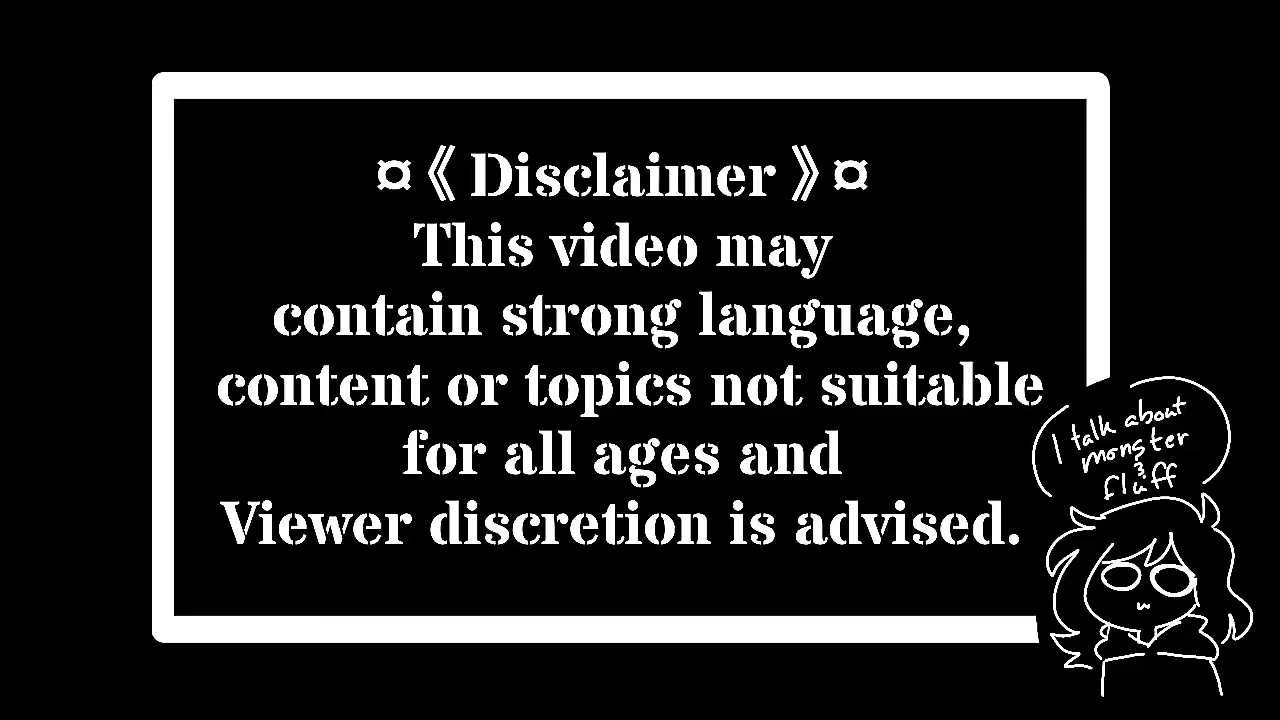 ¤《 Disclaimer 》¤
This video may
contain strong language,
content or topics not suitable
for all ages and
Viewer discretion is advised.
I talk about
monster
&
fluff